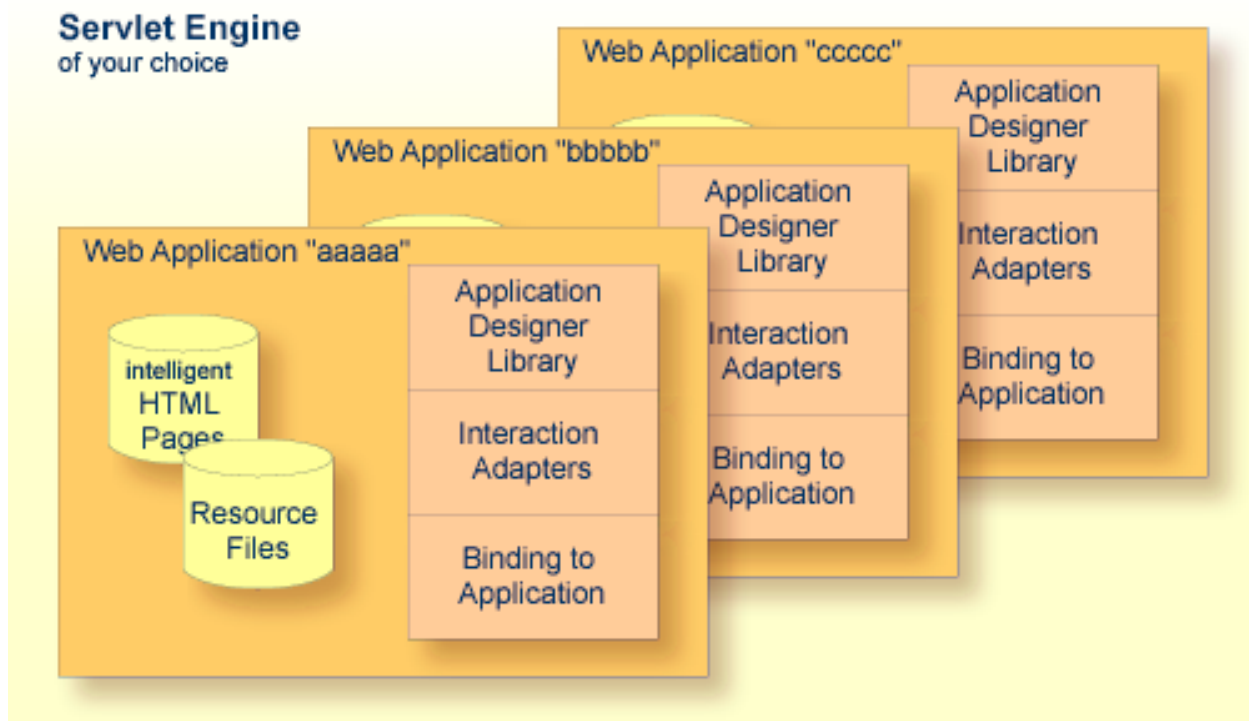 Servlet Engine
of your choice
Web Application "ccccc"
Application
Designer
Library
Interaction
Adapters
Binding to
Application
Web Application "bbbbb"
Application
Designer
Library
Interaction
Adapters
Binding to
Application
Web Application "aaaaa"
intelligent
HTML
Pages
Resource
Files
Application
Designer
Library
Interaction
Adapters
Binding to
Application